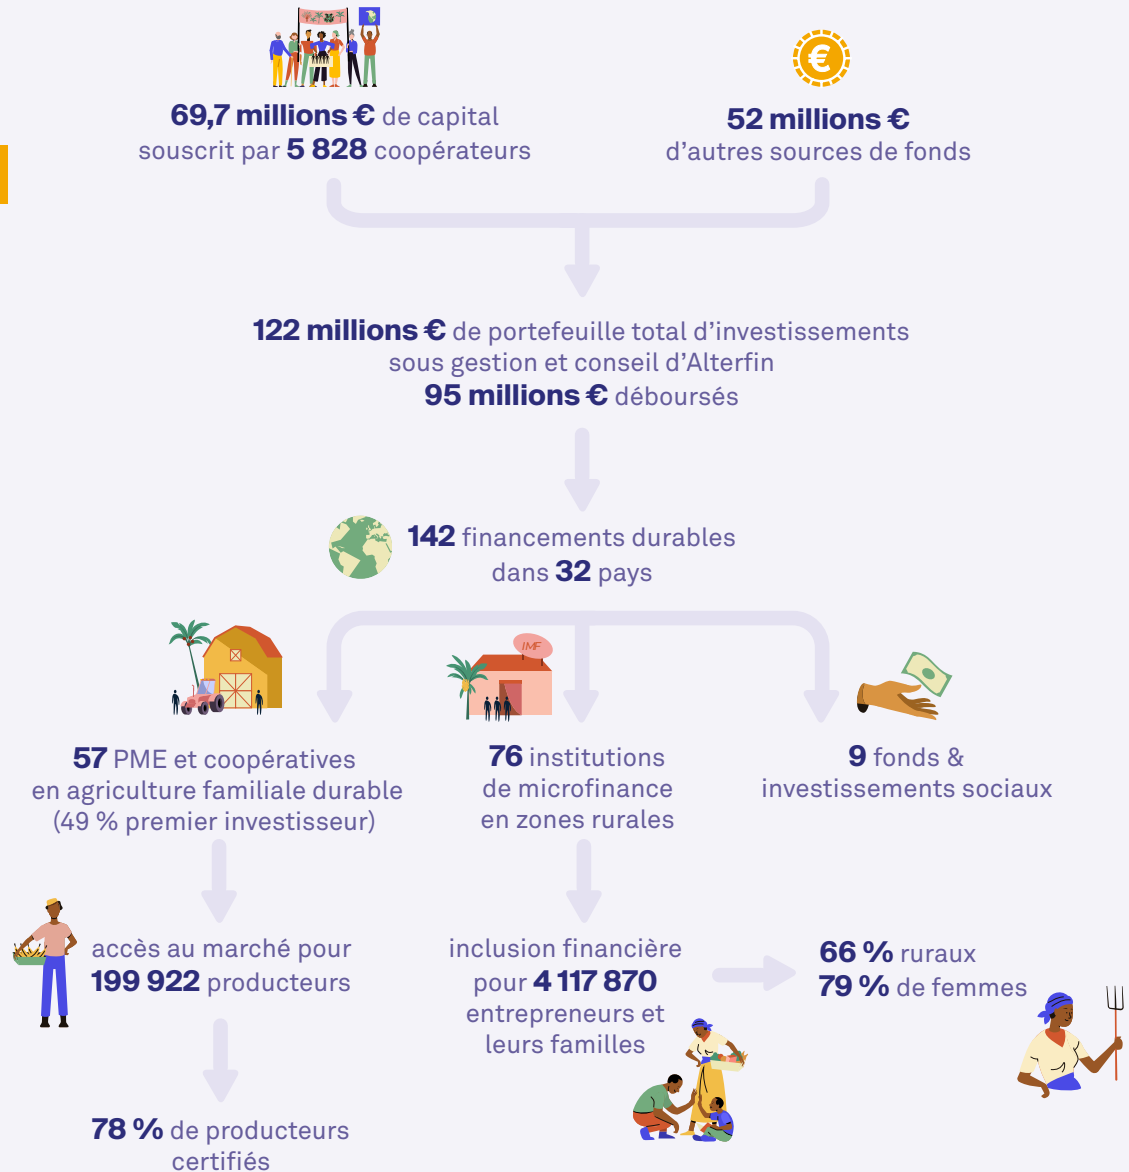 69,7 millions € de capital
souscrit par 5 828 coopérateurs
€
52 millions €
d'autres sources de fonds
122 millions € de portefeuille total d'investissements
sous gestion et conseil d'Alterfin
95 millions € déboursés
142 financements durables
dans 32 pays
57 PME et coopératives
en agriculture familiale durable
(49 % premier investisseur)
IMF
76 institutions
de microfinance
en zones rurales
9 fonds &
investissements sociaux
accès au marché pour
199 922 producteurs
inclusion financière
pour 4 117 870
entrepreneurs et
leurs familles
66 % ruraux
79 % de femmes
78 % de producteurs
certifiés